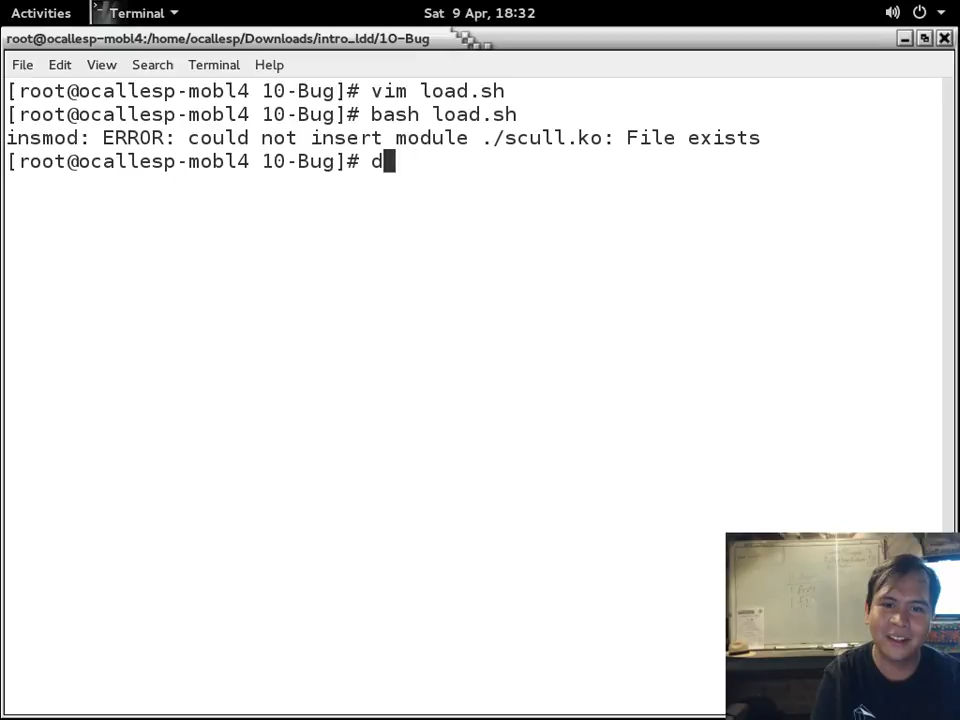 Activities Terminal Sat 9 Apr, 18:32
root@ocallesp-mobl4:/home/ocallesp/Downloads/intro_ldd/10-Bug
File Edit View Search Terminal Help
[root@ocallesp-mobl4 10-Bug]# vim load.sh
[root@ocallesp-mobl4 10-Bug]# bash load.sh
insmod: ERROR: could not insert module ./scull.ko: File exists
[root@ocallesp-mobl4 10-Bug]# d